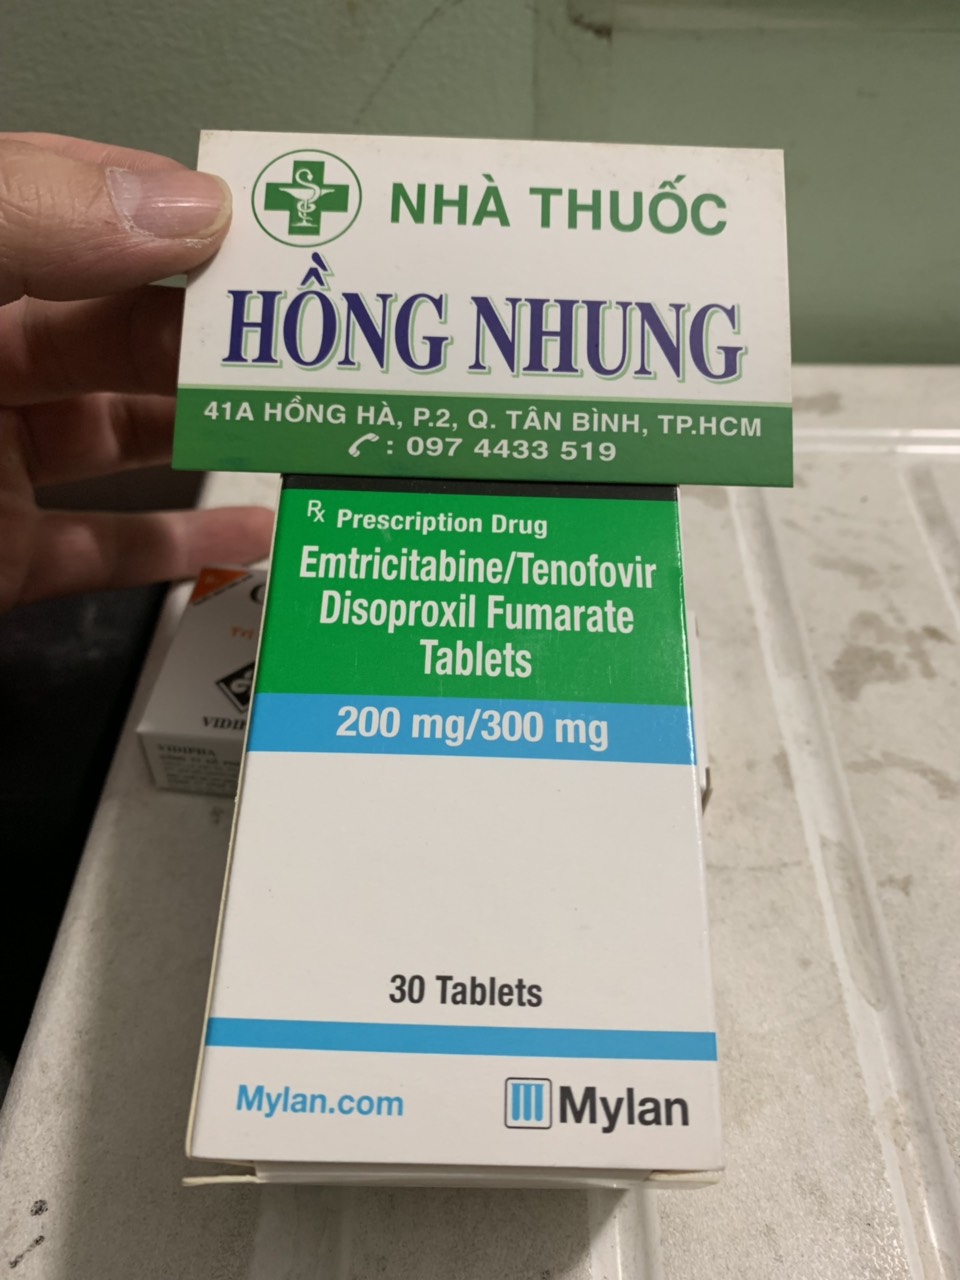 NHÀ THUỐC
HỒNG NHUNG
41A HỒNG HÀ, P.2, Q. TÂN BÌNH, TP.HCM
: 097 4433 519
Rx Prescription Drug
Emtricitabine/Tenofovir
Disoproxil Fumarate
Tablets
200 mg/300 mg
30 Tablets
Mylan.com
Mylan
VIDIPHA